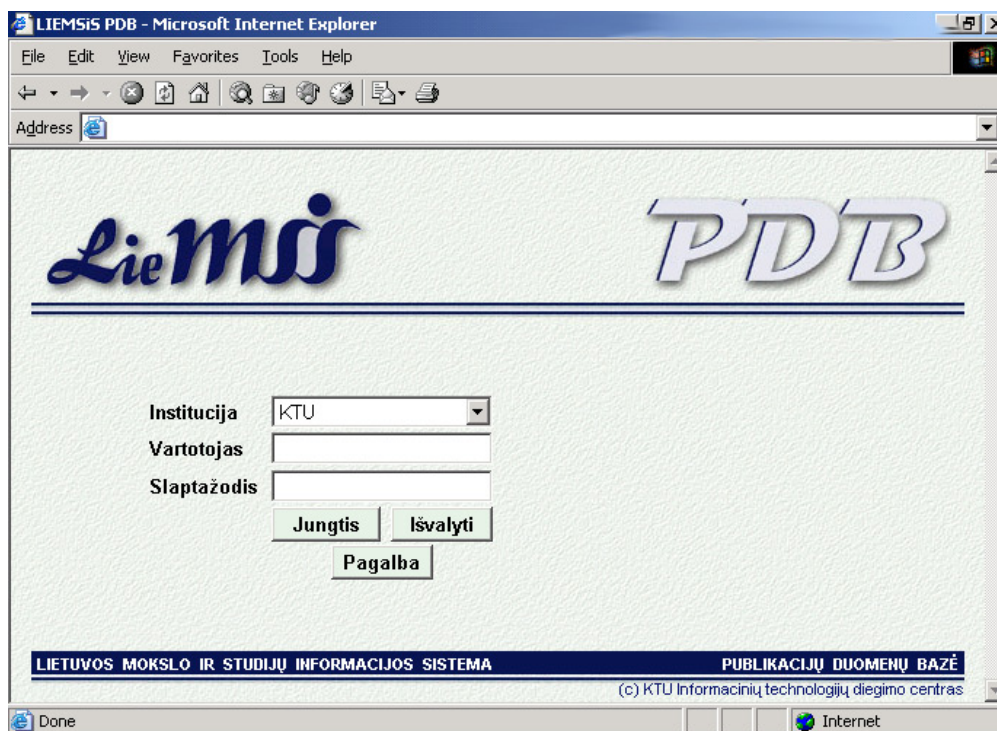 LIEMSiS PDB - Microsoft Internet Explorer
File Edit View Favorites Tools Help
Address
LieMSiS PDB
Institucija KTU
Vartotojas
Slaptažodis
Jungtis Išvalyti
Pagalba
LIETUVOS MOKSLO IR STUDIJŲ INFORMACIJOS SISTEMA PUBLIKACIJŲ DUOMENŲ BAZĖ
(c) KTU Informacinių technologijų diegimo centras
Done Internet